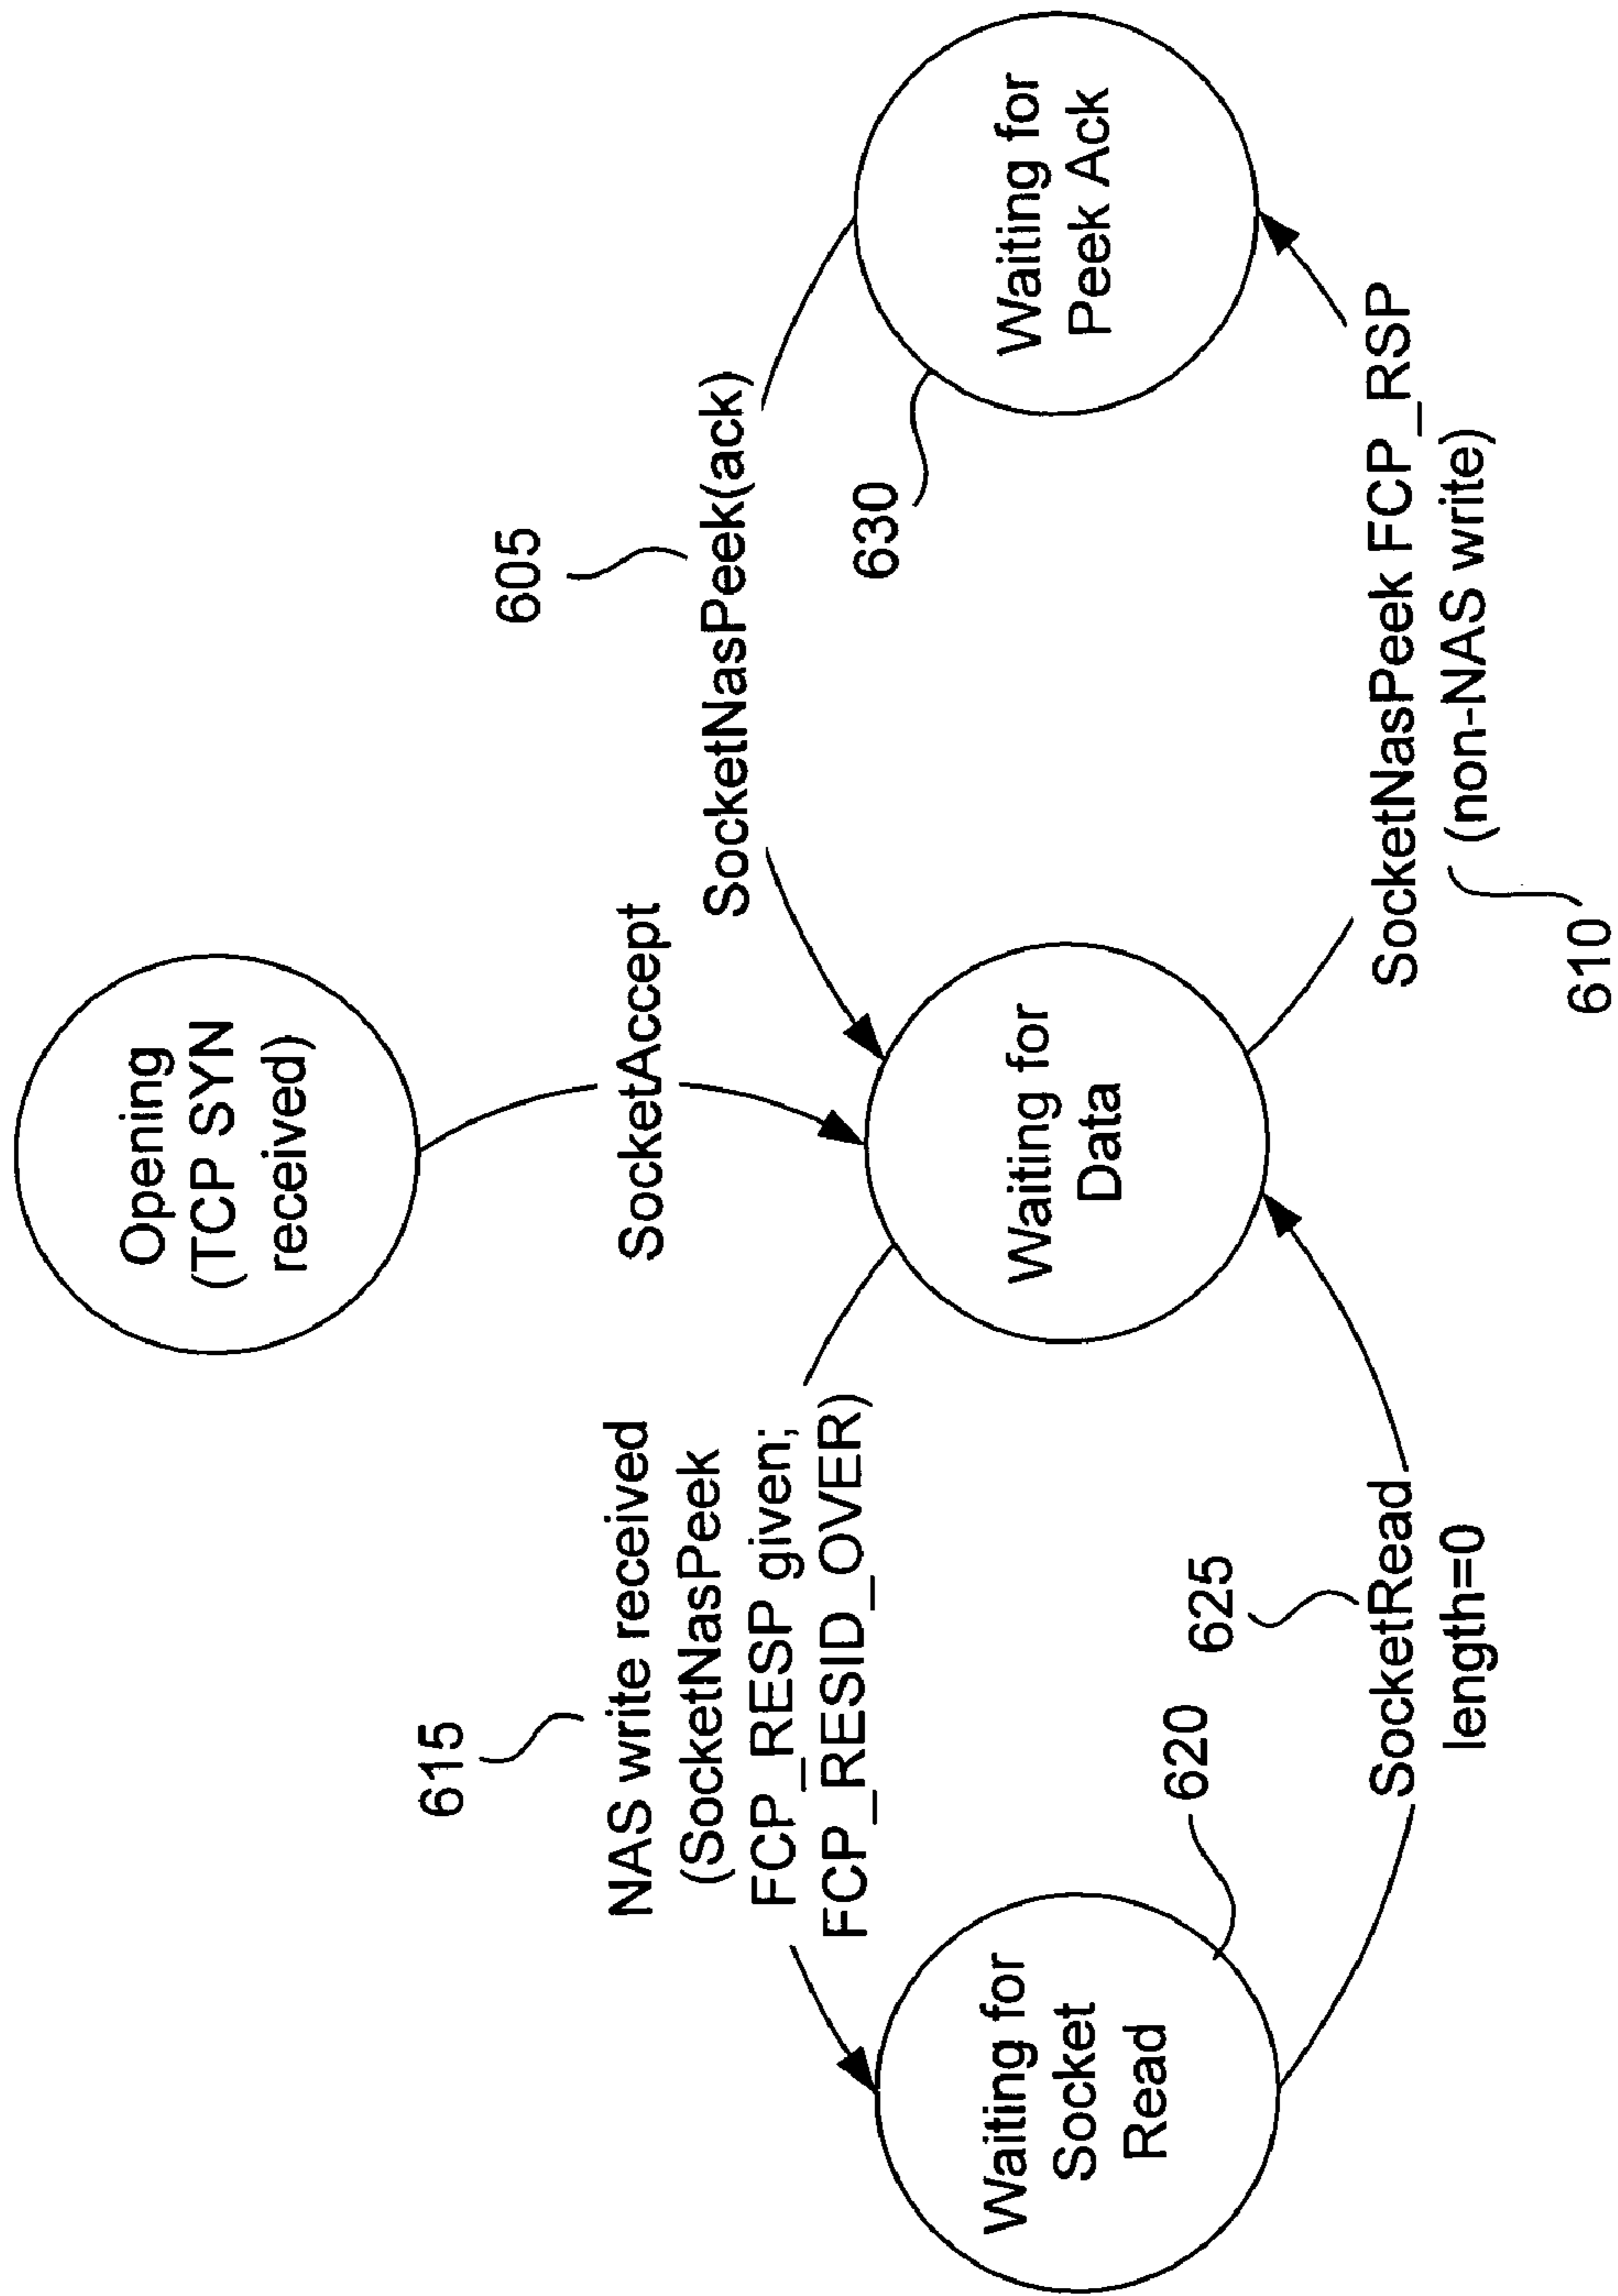 Opening
(TCP SYN
received)
SocketAccept
605
SocketNasPeek(ack)
615
NAS write received
(SocketNasPeek
FCP_RESP given;
FCP_RESID_OVER)
Waiting for
Socket
Read
620
Waiting for
Data
630
Waiting for
Peek Ack
625
SocketRead
length=0
SocketNasPeek FCP_RSP
(non-NAS write)
610